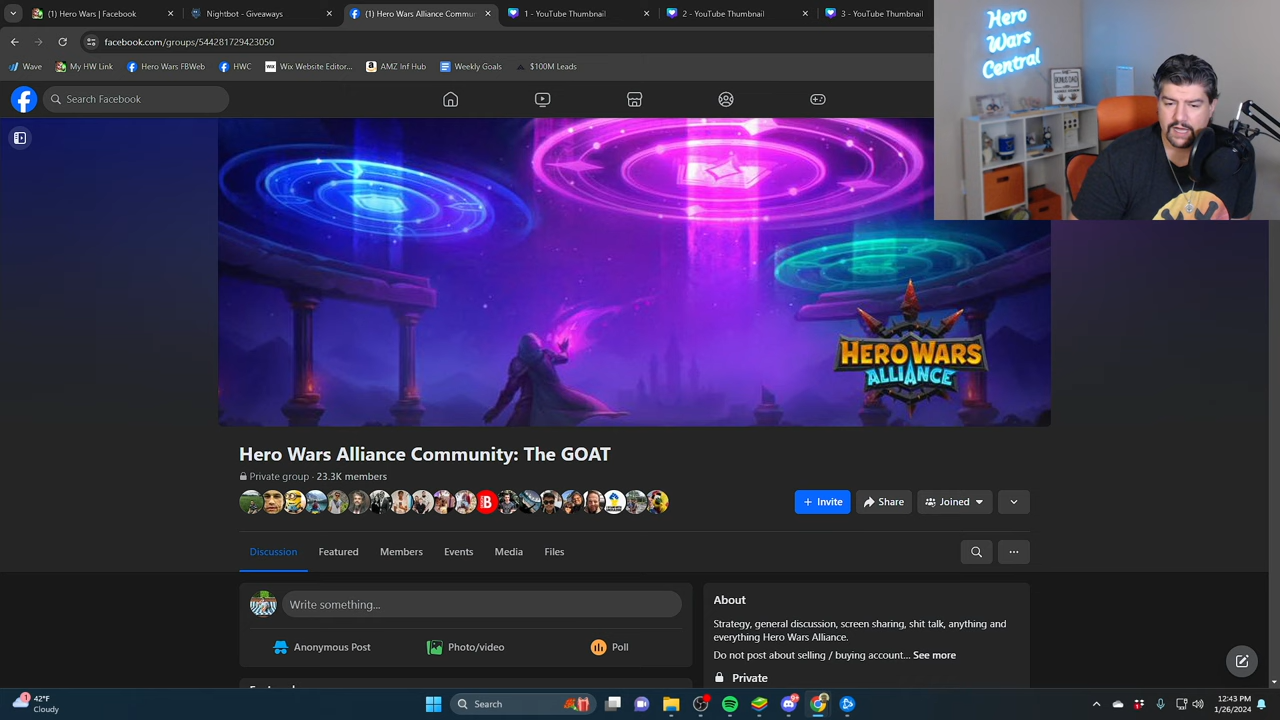 (1) Hero Wars | Facebook
Nightbot - Giveaways
(1) Hero Wars Alliance Commun
1 - YouTube Thumbnail
2 - YouTube Thumbnail
3 - YouTube Thumbnail
facebook.com/groups/544281729423050
Wave
My HW Link
Hero Wars FBWeb
HWC
WIX
Wix Website Editor...
AMZ Inf Hub
Weekly Goals
$100M Leads
Hero
Wars
Central
Search Facebook
HERO WARS
ALLIANCE
Hero Wars Alliance Community: The GOAT
Private group · 23.3K members
B
+ Invite
Share
Joined
Discussion
Featured
Members
Events
Media
Files
Write something...
Anonymous Post
Photo/video
Poll
About
Strategy, general discussion, screen sharing, shit talk, anything and
everything Hero Wars Alliance.
Do not post about selling / buying account... See more
Private
1
42°F
Cloudy
Search
12:43 PM
1/26/2024